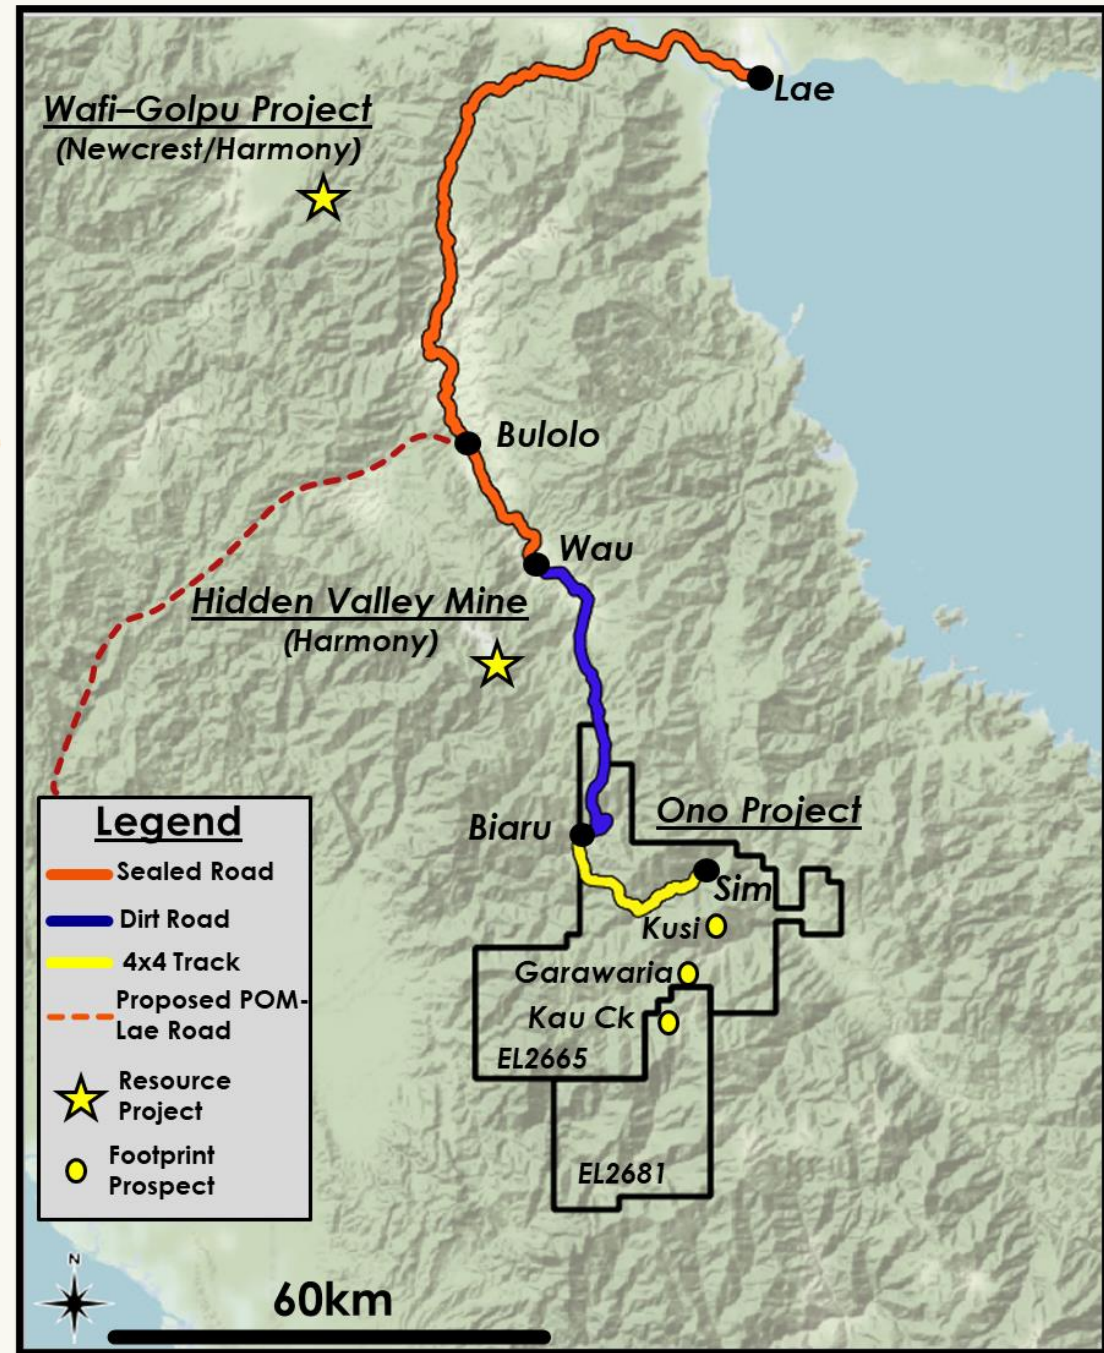 Lae
Wafi–Golpu Project
(Newcrest/Harmony)
Bulolo
Wau
Hidden Valley Mine
(Harmony)
Ono Project
Biaru
Sim
Kusi
Garawaria
Kau Ck
EL2665
EL2681
Legend
Sealed Road
Dirt Road
4x4 Track
Proposed POM-
Lae Road
Resource
Project
Footprint
Prospect
N
60km